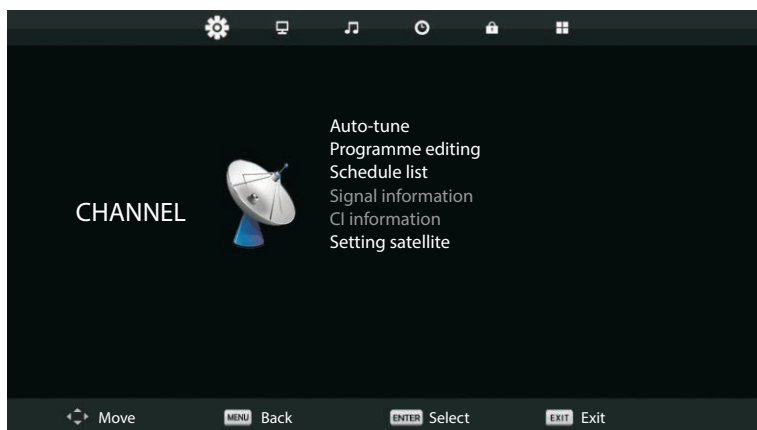 CHANNEL
Auto-tune
Programme editing
Schedule list
Signal information
CI information
Setting satellite
Move MENU Back ENTER Select EXIT Exit